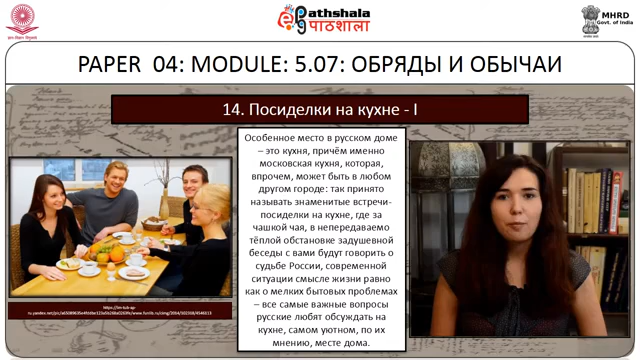 ePathshala
पाठशाला
MHRD
Govt. of India
PAPER 04: MODULE: 5.07: ОБРЯДЫ И ОБЫЧАИ
14. Посиделки на кухне - I
Особенное место в русском доме
– это кухня, причём именно
московская кухня, которая,
впрочем, может быть в любом
другом городе: так принято
называть знаменитые встречи-
посиделки на кухне, где за
чашкой чая, в непередаваемо
тёплой обстановке задушевной
беседы с вами будут говорить о
судьбе России, современной
ситуации смысле жизни равно
как о мелких бытовых проблемах
– все самые важные вопросы
русские любят обсуждать на
кухне, самом уютном, по их
мнению, месте дома.